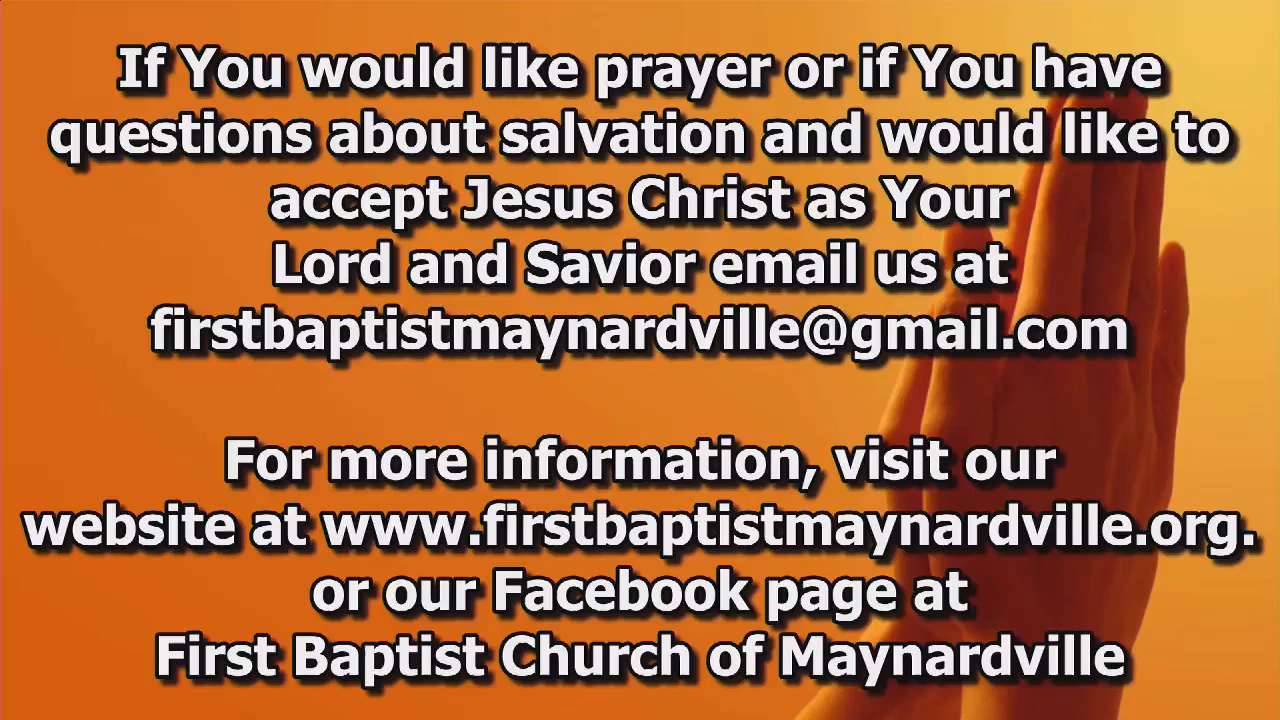 If You would like prayer or if You have
questions about salvation and would like to
accept Jesus Christ as Your
Lord and Savior email us at
firstbaptistmaynardville@gmail.com
For more information, visit our
website at www.firstbaptistmaynardville.org.
or our Facebook page at
First Baptist Church of Maynardville